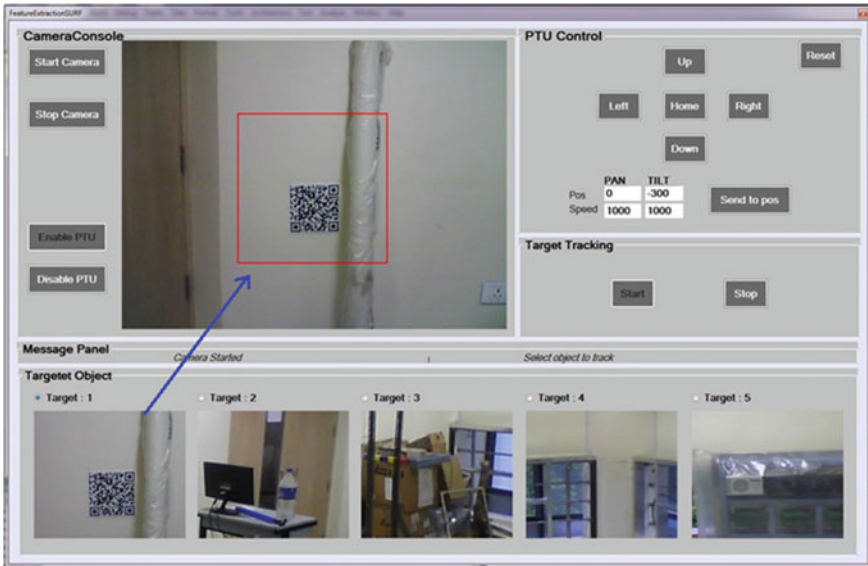 FeatureExtractionSURF
CameraConsole
Start Camera
Stop Camera
Enable PTU
Disable PTU
PTU Control
Reset
Up
Left Home Right
Down
PAN TILT
Pos 0 -300
Speed 1000 1000
Send to pos
Target Tracking
Start Stop
Message Panel
Camera Started Select object to track
Targetet Object
Target : 1 Target : 2 Target : 3 Target : 4 Target : 5